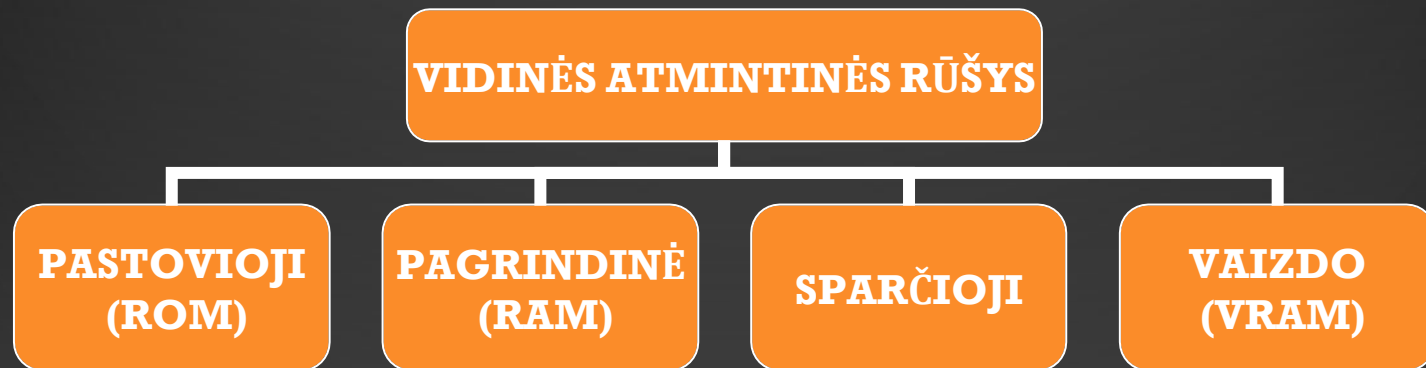 VIDINĖS ATMINTINĖS RŪŠYS
PASTOVIOJI
(ROM)
PAGRINDINĖ
(RAM)
SPARČIOJI
VAIZDO
(VRAM)